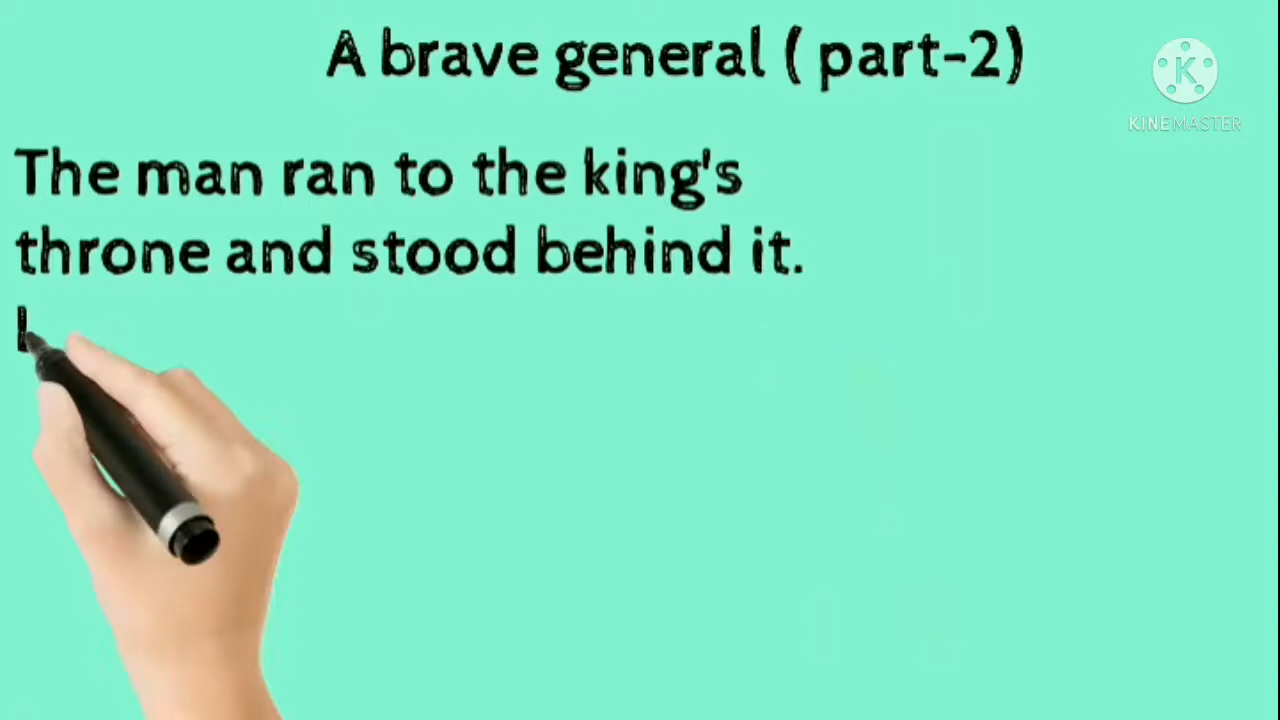 A brave general ( part-2)
KINEMASTER
The man ran to the king's
throne and stood behind it.